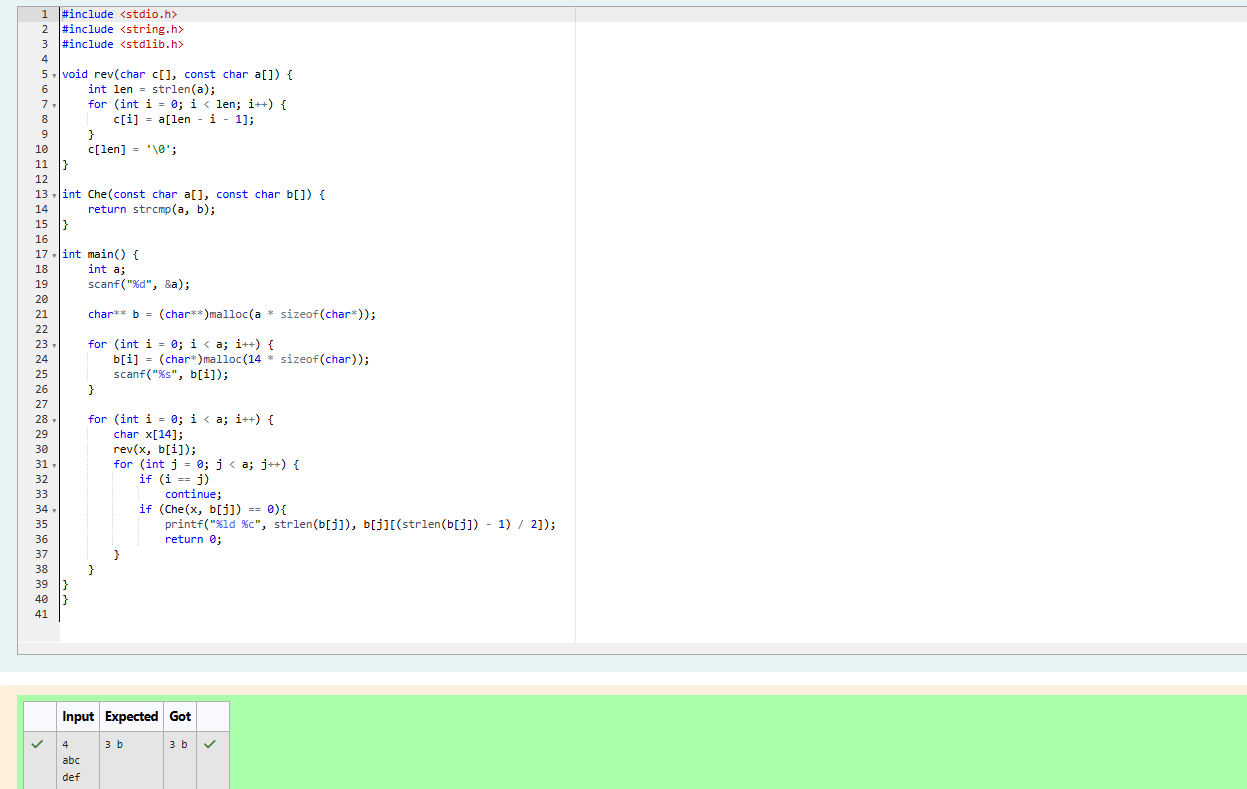 1 #include <stdio.h>
2 #include <string.h>
3 #include <stdlib.h>
4
5 void rev(char c[], const char a[]) {
6     int len = strlen(a);
7     for (int i = 0; i < len; i++) {
8         c[i] = a[len - i - 1];
9     }
10     c[len] = '\0';
11 }
12
13 int Che(const char a[], const char b[]) {
14     return strcmp(a, b);
15 }
16
17 int main() {
18     int a;
19     scanf("%d", &a);
20
21     char** b = (char**)malloc(a * sizeof(char*));
22
23     for (int i = 0; i < a; i++) {
24         b[i] = (char*)malloc(14 * sizeof(char));
25         scanf("%s", b[i]);
26     }
27
28     for (int i = 0; i < a; i++) {
29         char x[14];
30         rev(x, b[i]);
31         for (int j = 0; j < a; j++) {
32             if (i == j)
33                 continue;
34             if (Che(x, b[j]) == 0){
35                 printf("%ld %c", strlen(b[j]), b[j][(strlen(b[j]) - 1) / 2]);
36                 return 0;
37         }
38     }
39 }
40 }
41
Input Expected Got
4 3 b 3 b
abc
def